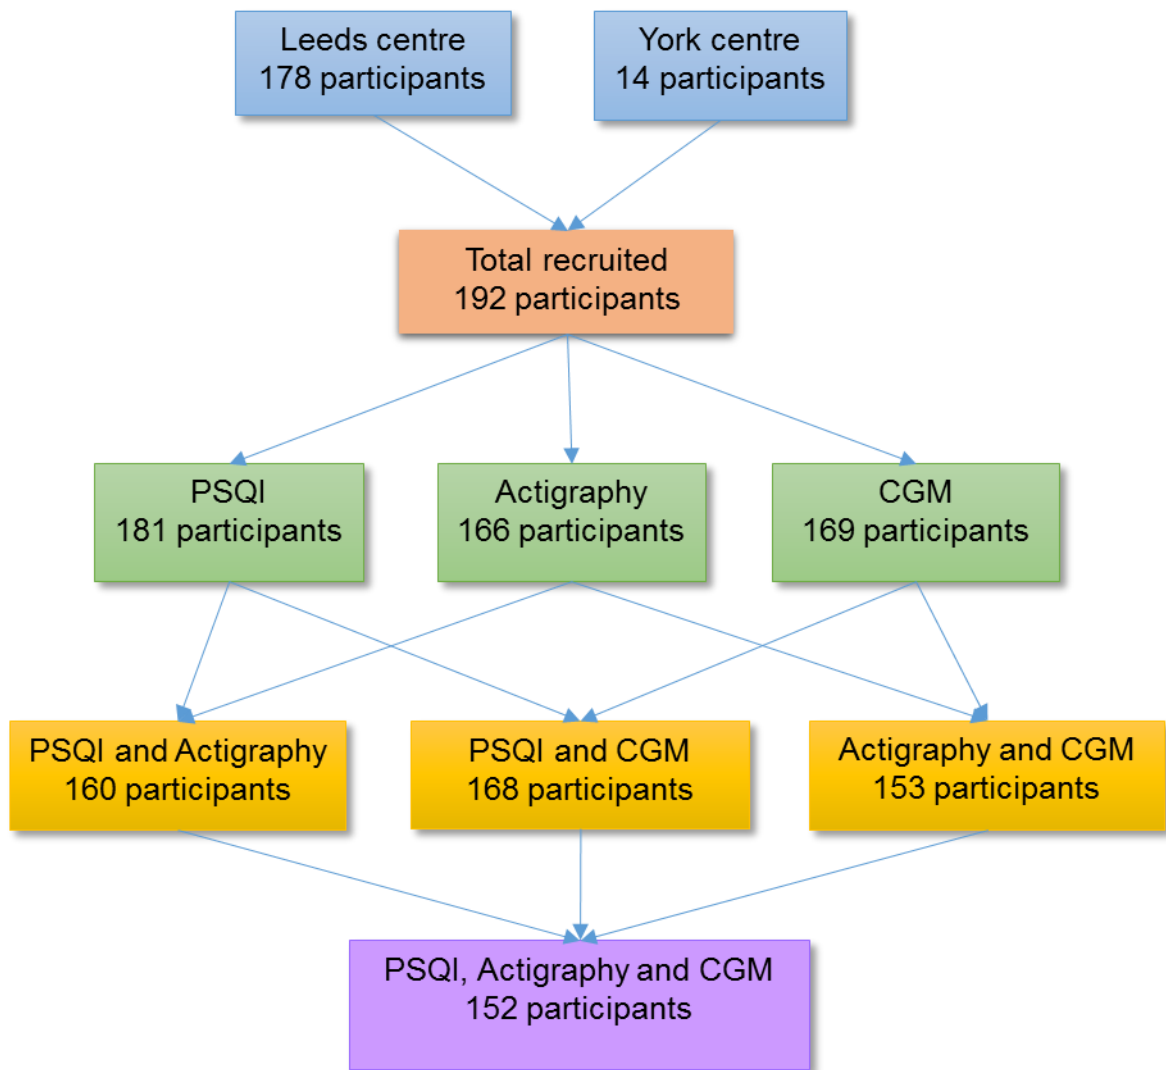 Leeds centre
178 participants
York centre
14 participants
Total recruited
192 participants
PSQI
181 participants
Actigraphy
166 participants
CGM
169 participants
PSQI and Actigraphy
160 participants
PSQI and CGM
168 participants
Actigraphy and CGM
153 participants
PSQI, Actigraphy and CGM
152 participants